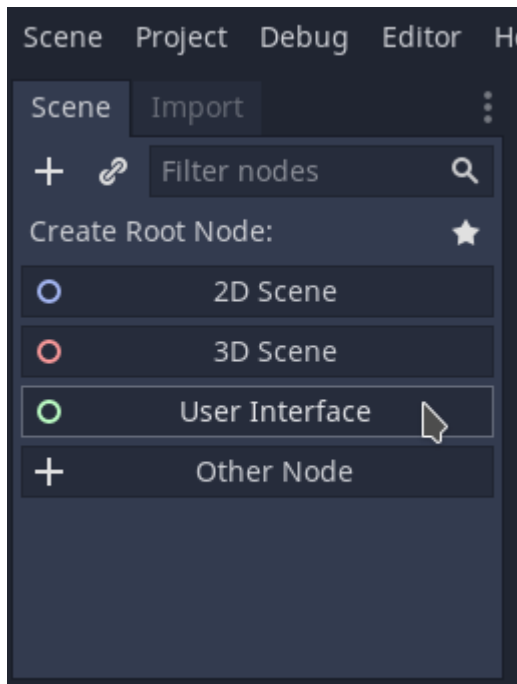 Scene Project Debug Editor
Scene Import
Filter nodes
Create Root Node:
2D Scene
3D Scene
User Interface
Other Node